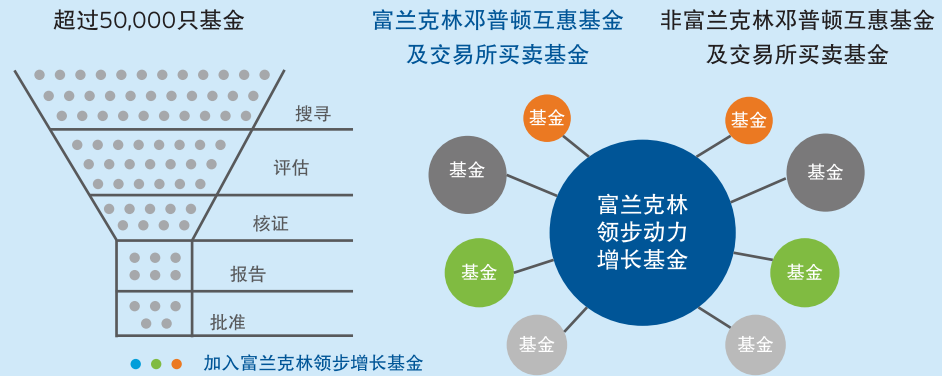 超过50,000只基金
搜寻
评估
核证
报告
批准
加入富兰克林领步增长基金
富兰克林邓普顿互惠基金
及交易所买卖基金
非富兰克林邓普顿互惠基金
及交易所买卖基金
基金
基金
基金
基金
富兰克林
领步动力
增长基金
基金
基金
基金
基金